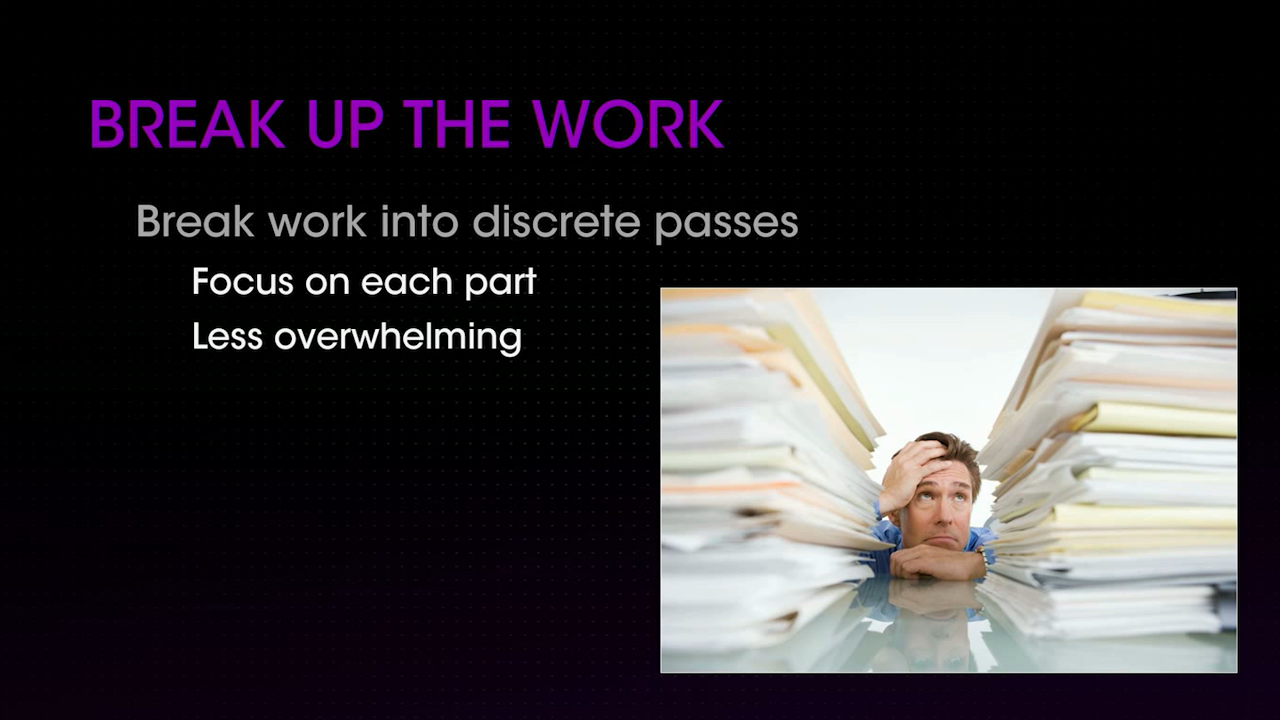 BREAK UP THE WORK
Break work into discrete passes
Focus on each part
Less overwhelming